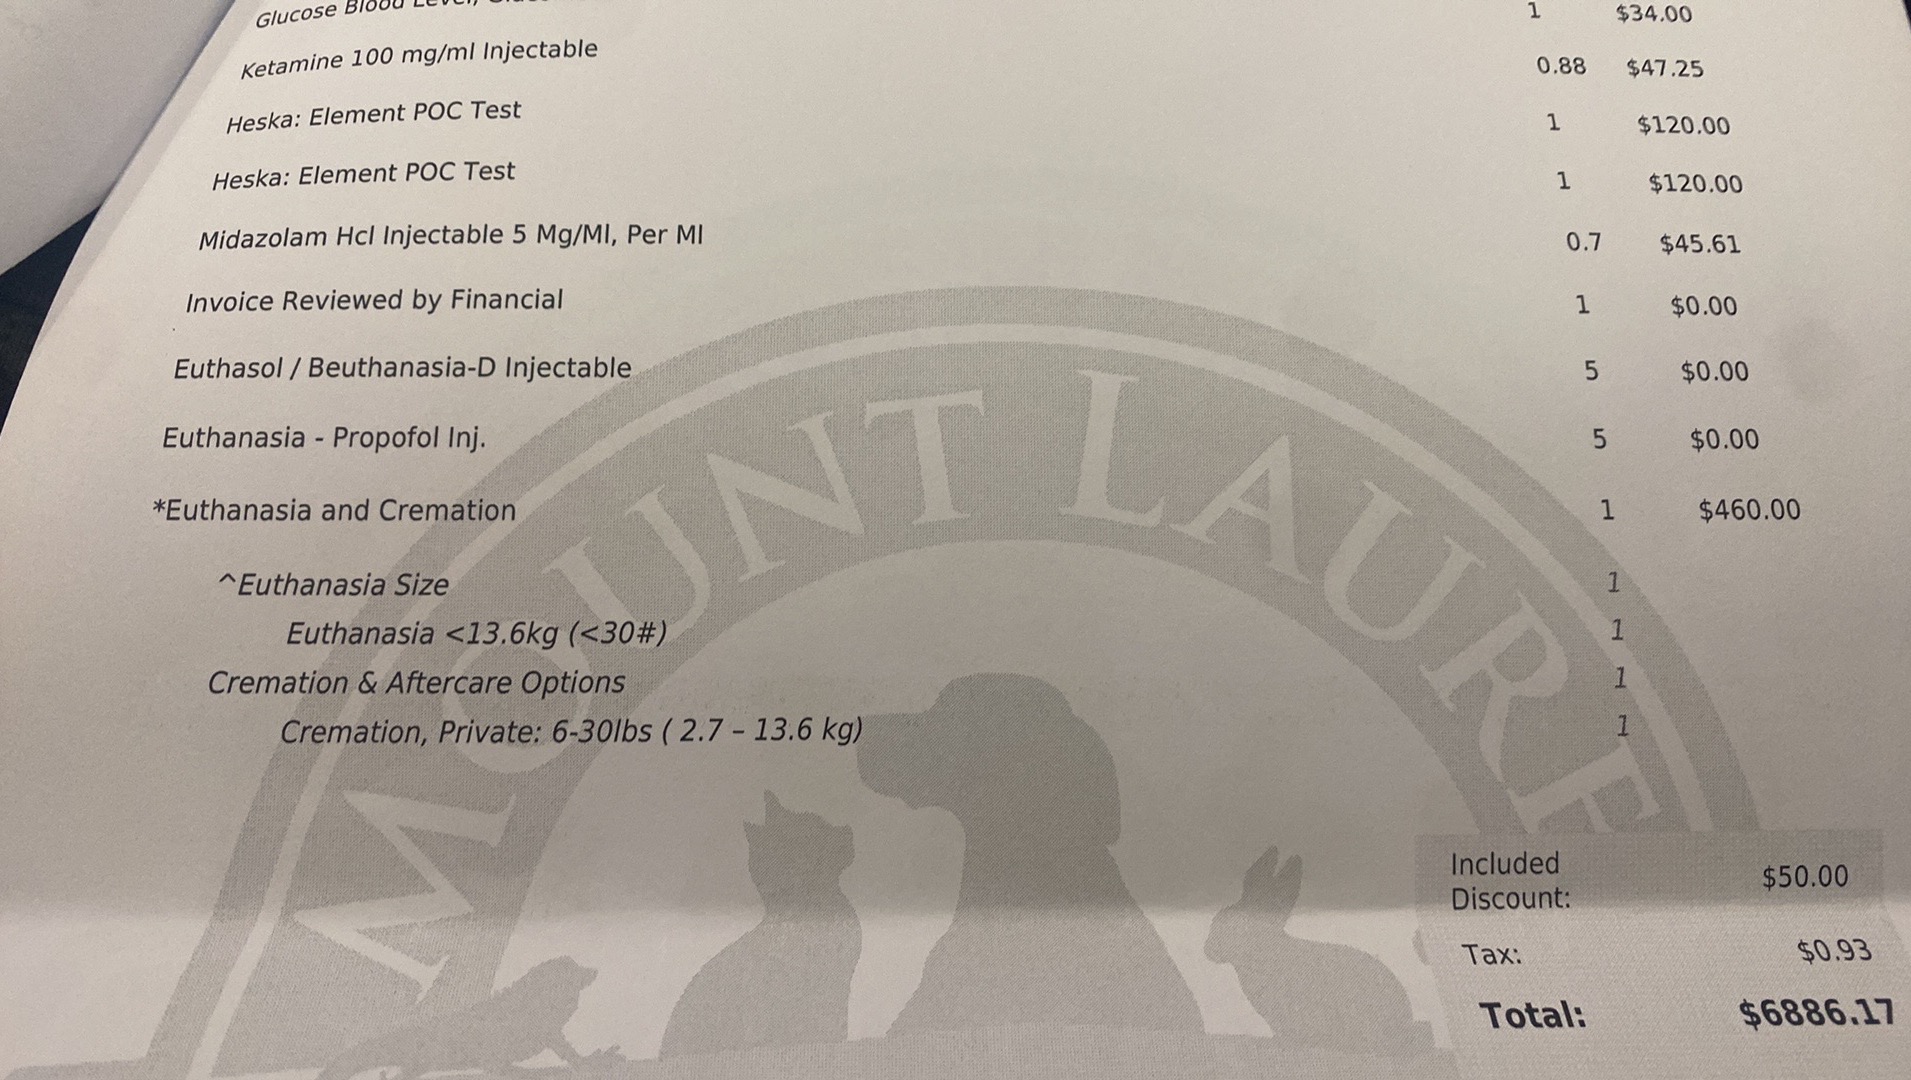 Glucose Blood
1 $34.00
Ketamine 100 mg/ml Injectable 0.88 $47.25
Heska: Element POC Test 1 $120.00
Heska: Element POC Test 1 $120.00
Midazolam Hcl Injectable 5 Mg/Ml, Per Ml 0.7 $45.61
Invoice Reviewed by Financial 1 $0.00
Euthasol / Beuthanasia-D Injectable 5 $0.00
Euthanasia - Propofol Inj. 5 $0.00
*Euthanasia and Cremation 1 $460.00
^Euthanasia Size 1
Euthanasia <13.6kg (<30#) 1
Cremation & Aftercare Options 1
Cremation, Private: 6-30lbs ( 2.7 – 13.6 kg) 1
MOUNT LAURE
Included
Discount: $50.00
Tax: $0.93
Total: $6886.17